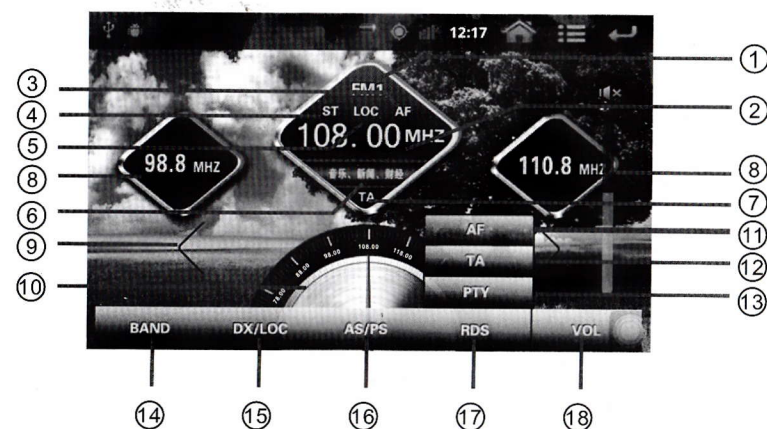 12:17
①
FM1
③
ST LOC AF
④
②
108. 00 MHZ
⑤
98.8 MHZ
110.8 MHZ
⑧
⑧
音乐、新闻、财经
TA
⑥
⑦
AF
⑪
⑨
TA
⑫
78.00 88.00 98.00 108.00 118.00
PTY
⑩
⑬
BAND DX/LOC AS/PS RDS VOL
⑭ ⑮ ⑯ ⑰ ⑱